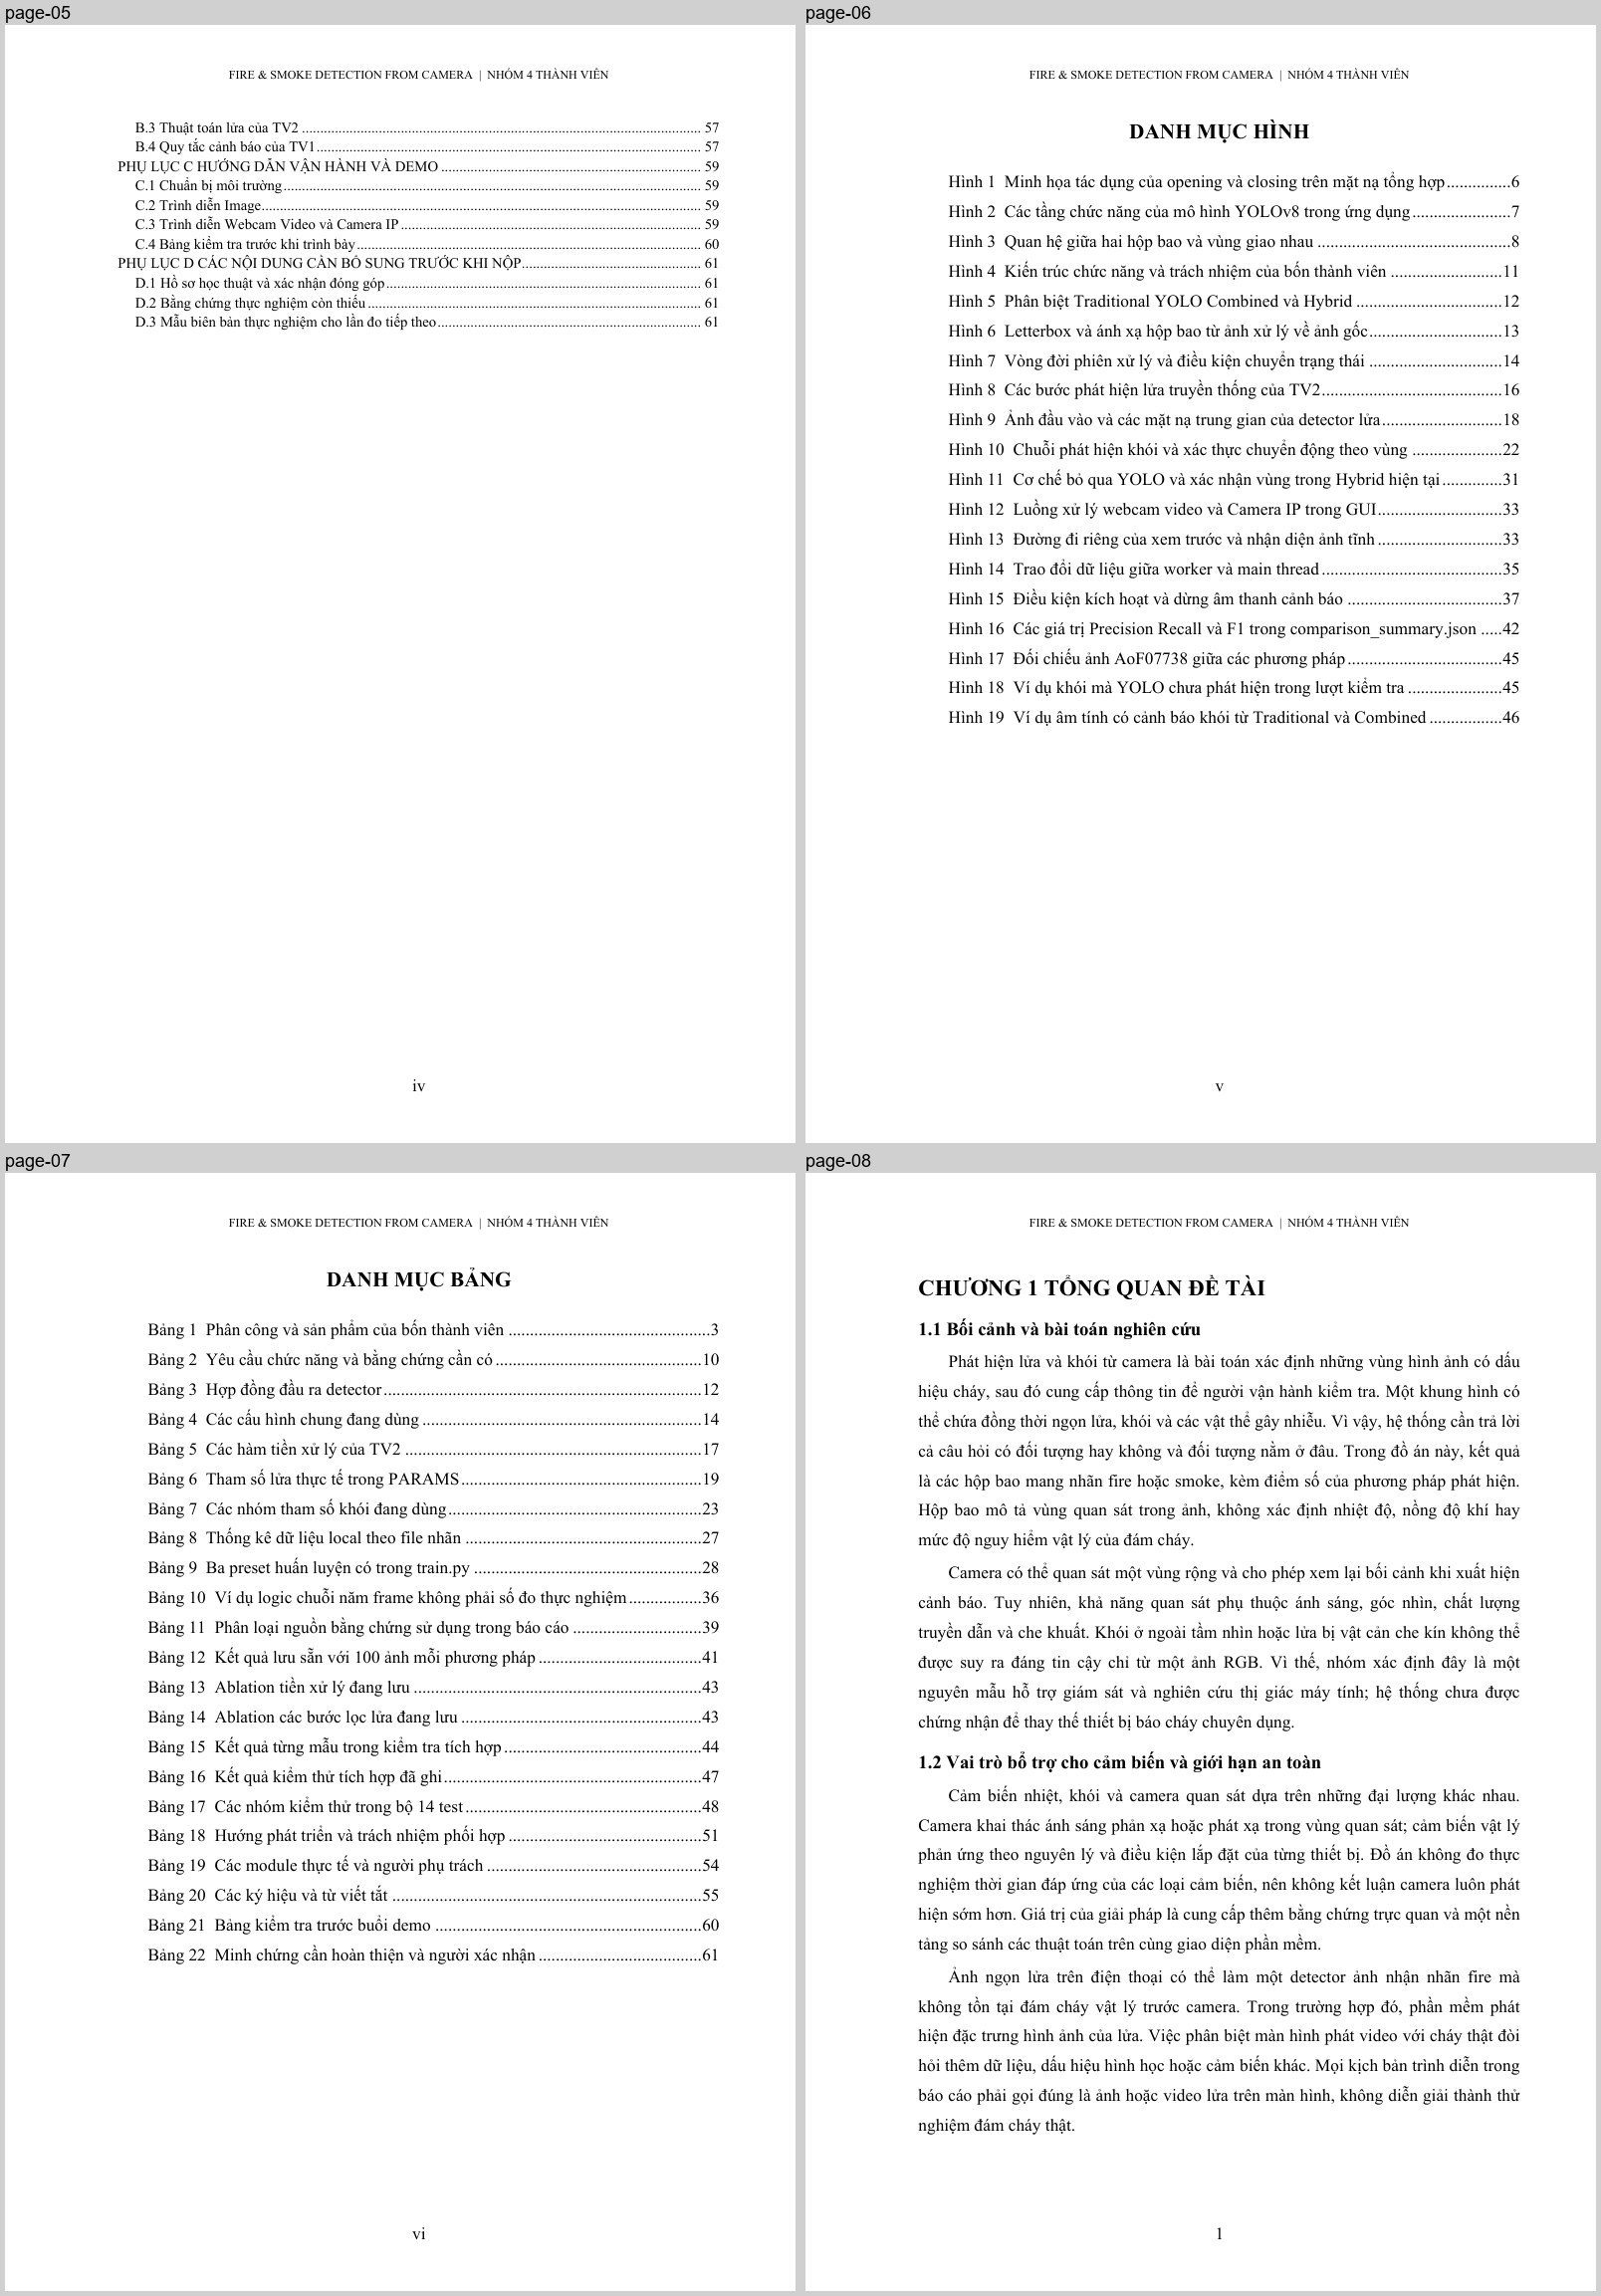 page-05
FIRE & SMOKE DETECTION FROM CAMERA | NHÓM 4 THÀNH VIÊN
B.3 Thuật toán lửa của TV2 ........ 57
B.4 Quy tắc cảnh báo của TV1 ........ 57
PHỤ LỤC C HƯỚNG DẪN VẬN HÀNH VÀ DEMO ........ 59
C.1 Chuẩn bị môi trường ........ 59
C.2 Trình diễn Image ........ 59
C.3 Trình diễn Webcam Video và Camera IP ........ 59
C.4 Bảng kiểm tra trước khi trình bày ........ 60
PHỤ LỤC D CÁC NỘI DUNG CẦN BỔ SUNG TRƯỚC KHI NỘP ........ 61
D.1 Hồ sơ học thuật và xác nhận đóng góp ........ 61
D.2 Bằng chứng thực nghiệm còn thiếu ........ 61
D.3 Mẫu biên bản thực nghiệm cho lần đo tiếp theo ........ 61
iv
page-06
FIRE & SMOKE DETECTION FROM CAMERA | NHÓM 4 THÀNH VIÊN
DANH MỤC HÌNH
Hình 1 Minh họa tác dụng của opening và closing trên mặt nạ tổng hợp ........ 6
Hình 2 Các tầng chức năng của mô hình YOLOv8 trong ứng dụng ........ 7
Hình 3 Quan hệ giữa hai hộp bao và vùng giao nhau ........ 8
Hình 4 Kiến trúc chức năng và trách nhiệm của bốn thành viên ........ 11
Hình 5 Phân biệt Traditional YOLO Combined và Hybrid ........ 12
Hình 6 Letterbox và ánh xạ hộp bao từ ảnh xử lý về ảnh gốc ........ 13
Hình 7 Vòng đời phiên xử lý và điều kiện chuyển trạng thái ........ 14
Hình 8 Các bước phát hiện lửa truyền thống của TV2 ........ 16
Hình 9 Ảnh đầu vào và các mặt nạ trung gian của detector lửa ........ 18
Hình 10 Chuỗi phát hiện khói và xác thực chuyển động theo vùng ........ 22
Hình 11 Cơ chế bỏ qua YOLO và xác nhận vùng trong Hybrid hiện tại ........ 31
Hình 12 Luồng xử lý webcam video và Camera IP trong GUI ........ 33
Hình 13 Đường đi riêng của xem trước và nhận diện ảnh tĩnh ........ 33
Hình 14 Trao đổi dữ liệu giữa worker và main thread ........ 35
Hình 15 Điều kiện kích hoạt và dừng âm thanh cảnh báo ........ 37
Hình 16 Các giá trị Precision Recall và F1 trong comparison_summary.json ..... 42
Hình 17 Đối chiếu ảnh AoF07738 giữa các phương pháp ........ 45
Hình 18 Ví dụ khói mà YOLO chưa phát hiện trong lượt kiểm tra ........ 45
Hình 19 Ví dụ âm tính có cảnh báo khói từ Traditional và Combined ........ 46
v
page-07
FIRE & SMOKE DETECTION FROM CAMERA | NHÓM 4 THÀNH VIÊN
DANH MỤC BẢNG
Bảng 1 Phân công và sản phẩm của bốn thành viên ........ 3
Bảng 2 Yêu cầu chức năng và bằng chứng cần có ........ 10
Bảng 3 Hợp đồng đầu ra detector ........ 12
Bảng 4 Các cấu hình chung đang dùng ........ 14
Bảng 5 Các hàm tiền xử lý của TV2 ........ 17
Bảng 6 Tham số lửa thực tế trong PARAMS ........ 19
Bảng 7 Các nhóm tham số khói đang dùng ........ 23
Bảng 8 Thống kê dữ liệu local theo file nhãn ........ 27
Bảng 9 Ba preset huấn luyện có trong train.py ........ 28
Bảng 10 Ví dụ logic chuỗi năm frame không phải số đo thực nghiệm ........ 36
Bảng 11 Phân loại nguồn bằng chứng sử dụng trong báo cáo ........ 39
Bảng 12 Kết quả lưu sẵn với 100 ảnh mỗi phương pháp ........ 41
Bảng 13 Ablation tiền xử lý đang lưu ........ 43
Bảng 14 Ablation các bước lọc lửa đang lưu ........ 43
Bảng 15 Kết quả từng mẫu trong kiểm tra tích hợp ........ 44
Bảng 16 Kết quả kiểm thử tích hợp đã ghi ........ 47
Bảng 17 Các nhóm kiểm thử trong bộ 14 test ........ 48
Bảng 18 Hướng phát triển và trách nhiệm phối hợp ........ 51
Bảng 19 Các module thực tế và người phụ trách ........ 54
Bảng 20 Các ký hiệu và từ viết tắt ........ 55
Bảng 21 Bảng kiểm tra trước buổi demo ........ 60
Bảng 22 Minh chứng cần hoàn thiện và người xác nhận ........ 61
vi
page-08
FIRE & SMOKE DETECTION FROM CAMERA | NHÓM 4 THÀNH VIÊN
CHƯƠNG 1 TỔNG QUAN ĐỀ TÀI
1.1 Bối cảnh và bài toán nghiên cứu
Phát hiện lửa và khói từ camera là bài toán xác định những vùng hình ảnh có dấu
hiệu cháy, sau đó cung cấp thông tin để người vận hành kiểm tra. Một khung hình có
thể chứa đồng thời ngọn lửa, khói và các vật thể gây nhiễu. Vì vậy, hệ thống cần trả lời
cả câu hỏi có đối tượng hay không và đối tượng nằm ở đâu. Trong đồ án này, kết quả
là các hộp bao mang nhãn fire hoặc smoke, kèm điểm số của phương pháp phát hiện.
Hộp bao mô tả vùng quan sát trong ảnh, không xác định nhiệt độ, nồng độ khí hay
mức độ nguy hiểm vật lý của đám cháy.
Camera có thể quan sát một vùng rộng và cho phép xem lại bối cảnh khi xuất hiện
cảnh báo. Tuy nhiên, khả năng quan sát phụ thuộc ánh sáng, góc nhìn, chất lượng
truyền dẫn và che khuất. Khói ở ngoài tầm nhìn hoặc lửa bị vật cản che kín không thể
được suy ra đáng tin cậy chỉ từ một ảnh RGB. Vì thế, nhóm xác định đây là một
nguyên mẫu hỗ trợ giám sát và nghiên cứu thị giác máy tính; hệ thống chưa được
chứng nhận để thay thế thiết bị báo cháy chuyên dụng.
1.2 Vai trò bổ trợ cho cảm biến và giới hạn an toàn
Cảm biến nhiệt, khói và camera quan sát dựa trên những đại lượng khác nhau.
Camera khai thác ánh sáng phản xạ hoặc phát xạ trong vùng quan sát; cảm biến vật lý
phản ứng theo nguyên lý và điều kiện lắp đặt của từng thiết bị. Đồ án không đo thực
nghiệm thời gian đáp ứng của các loại cảm biến, nên không kết luận camera luôn phát
hiện sớm hơn. Giá trị của giải pháp là cung cấp thêm bằng chứng trực quan và một nền
tảng so sánh các thuật toán trên cùng giao diện phần mềm.
Ảnh ngọn lửa trên điện thoại có thể làm một detector ảnh nhận nhãn fire mà
không tồn tại đám cháy vật lý trước camera. Trong trường hợp đó, phần mềm phát
hiện đặc trưng hình ảnh của lửa. Việc phân biệt màn hình phát video với cháy thật đòi
hỏi thêm dữ liệu, dấu hiệu hình học hoặc cảm biến khác. Mọi kịch bản trình diễn trong
báo cáo phải gọi đúng là ảnh hoặc video lửa trên màn hình, không diễn giải thành thử
nghiệm đám cháy thật.
1